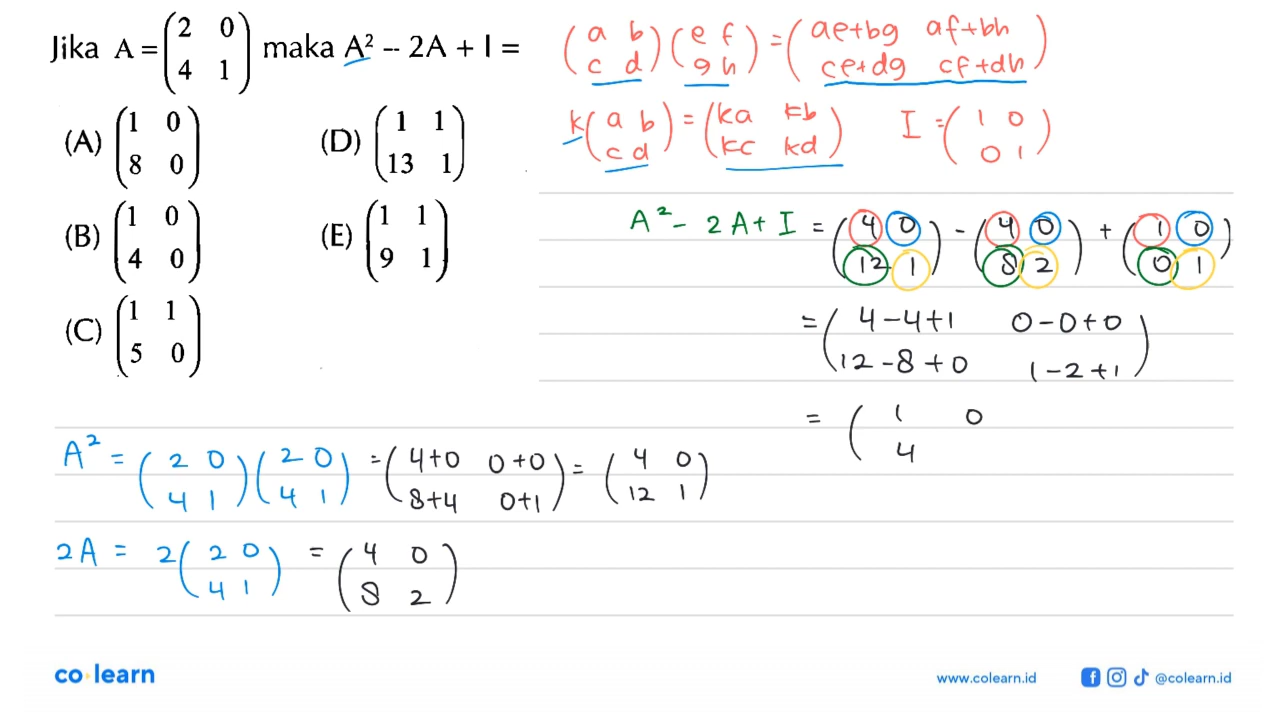 Jika A = (2 0 4 1) maka A² – 2A + I =
(A) (1 0
8 0)
(D) (1 1
13 1)
(B) (1 0
4 0)
(E) (1 1
9 1)
(C) (1 1
5 0)
(a b
c d)(e f
g h) = (ae+bg af+bh
ce+dg cf+dh)
k(a b
c d) = (ka kb
kc kd)
I = (1 0
0 1)
A² - 2A + I = (4 0
12 1) - (4 0
8 2) + (1 0
0 1)
= (4-4+1 0-0+0
12-8+0 1-2+1)
= (1 0
4
A² = (2 0
4 1)(2 0
4 1) = (4+0 0+0
8+4 0+1) = (4 0
12 1)
2A = 2(2 0
4 1) = (4 0
8 2)
co·learn
www.colearn.id
@colearn.id